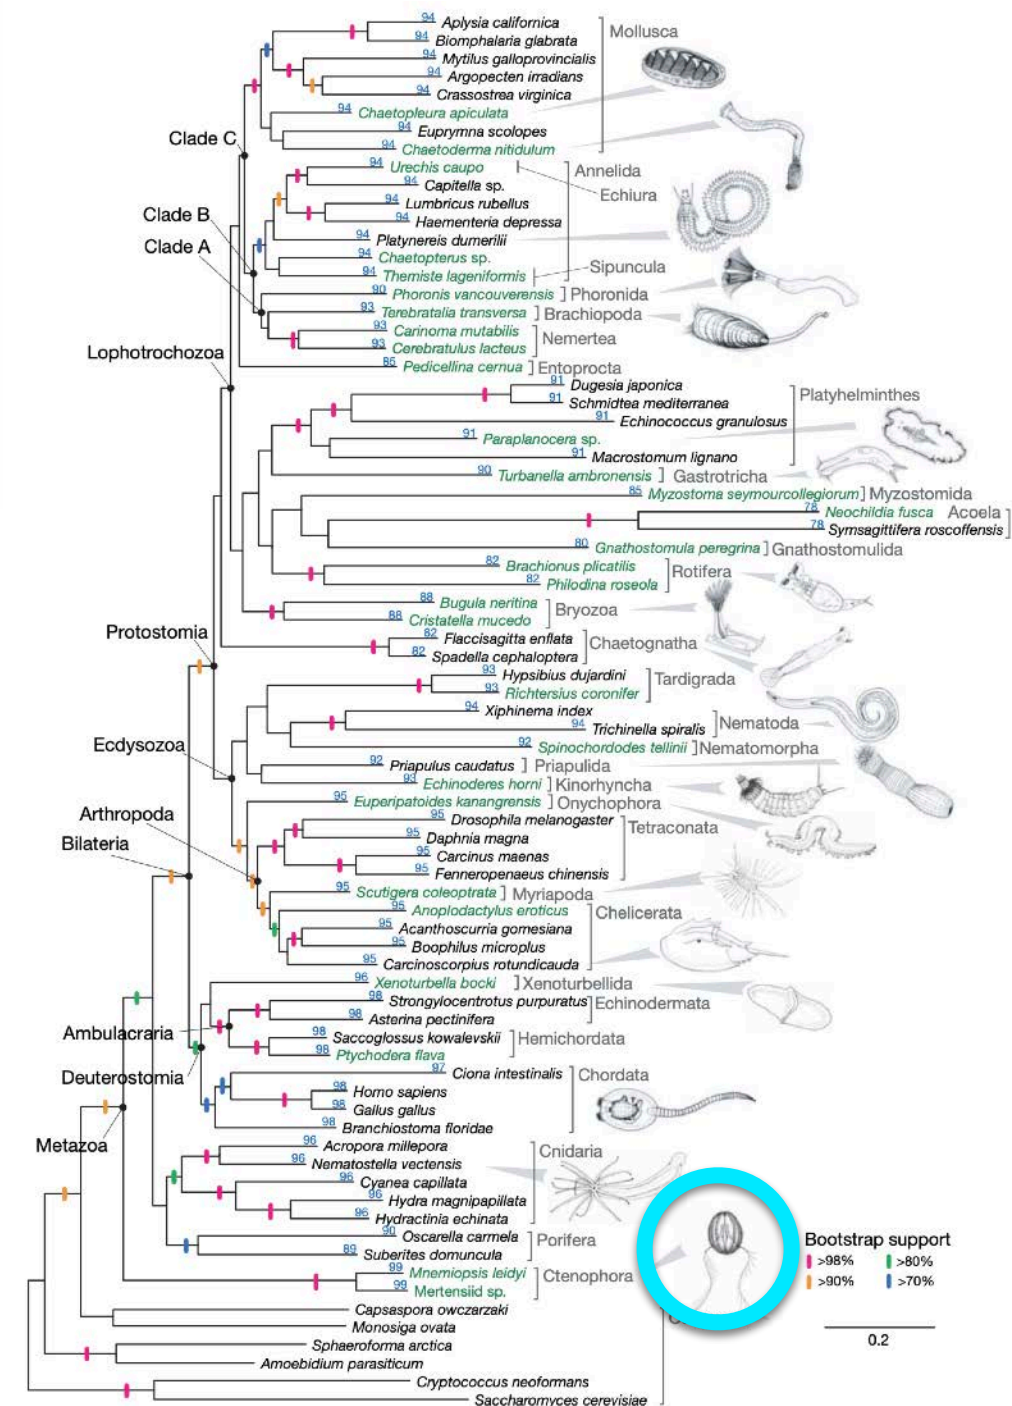 94 Aplysia californica
94 Biomphalaria glabrata
Mollusca
94 Mytilus galloprovincialis
94 Argopecten irradians
94 Crassostrea virginica
94 Chaetopleura apiculata
94 Euprymna scolopes
Clade C
94 Chaetoderma nitidulum
94 Urechis caupo
Annelida
94 Capitella sp.
Echiura
94 Lumbricus rubellus
Clade B
94 Haementeria depressa
94 Platynereis dumerilii
Clade A
94 Chaetopterus sp.
94 Themiste lageniformis
Sipuncula
90 Phoronis vancouverensis Phoronida
93 Terebratalia transversa Brachiopoda
93 Carinoma mutabilis
Nemertea
93 Cerebratulus lacteus
Lophotrochozoa
86 Pedicellina cernua Entoprocta
91 Dugesia japonica
Platyhelminthes
91 Schmidtea mediterranea
91 Echinococcus granulosus
91 Paraplanocera sp.
91 Macrostomum lignano
90 Turbanella ambronensis Gastrotricha
85 Myzostoma seymourcollegiorum Myzostomida
78 Neochildia fusca Acoela
78 Symsagittifera roscoffensis
80 Gnathostomula peregrina Gnathostomulida
82 Brachionus plicatilis
Rotifera
82 Philodina roseola
88 Bugula neritina
Bryozoa
88 Cristatella mucedo
Protostomia
82 Flaccisagitta enflata
Chaetognatha
82 Spadella cephaloptera
93 Hypsibius dujardini
Tardigrada
93 Richtersius coronifer
94 Xiphinema index
Nematoda
94 Trichinella spiralis
Ecdysozoa
92 Spinochordodes tellinii Nematomorpha
92 Priapulus caudatus Priapulida
93 Echinoderes horni Kinorhyncha
95 Euperipatoides kanangrensis Onychophora
Arthropoda
95 Drosophila melanogaster
Tetraconata
95 Daphnia magna
Bilateria
95 Carcinus maenas
95 Fenneropenaeus chinensis
95 Scutigera coleoptrata Myriapoda
95 Anoplodactylus eroticus
Chelicerata
95 Acanthoscurria gomesiana
95 Boophilus microplus
95 Carcinoscorpius rotundicauda
96 Xenoturbella bocki Xenoturbellida
98 Strongylocentrotus purpuratus Echinodermata
98 Asterina pectinifera
Ambulacraria
98 Saccoglossus kowalevskii
Hemichordata
98 Ptychodera flava
Deuterostomia
97 Ciona intestinalis Chordata
98 Homo sapiens
98 Gallus gallus
98 Branchiostoma floridae
Metazoa
96 Acropora millepora
Cnidaria
96 Nematostella vectensis
96 Cyanea capillata
96 Hydra magnipapillata
96 Hydractinia echinata
90 Oscarella carmela
Porifera
89 Suberites domuncula
99 Mnemiopsis leidyi
Ctenophora
99 Mertensiid sp.
Bootstrap support
>98% >80%
>90% >70%
0.2
Capsaspora owczarzaki
Monosiga ovata
Sphaeroforma arctica
Amoebidium parasiticum
Cryptococcus neoformans
Saccharomyces cerevisiae